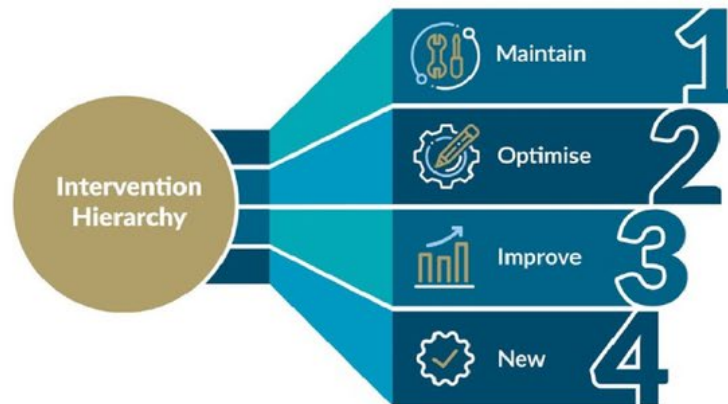 Intervention
Hierarchy
Maintain 1
Optimise 2
Improve 3
New 4